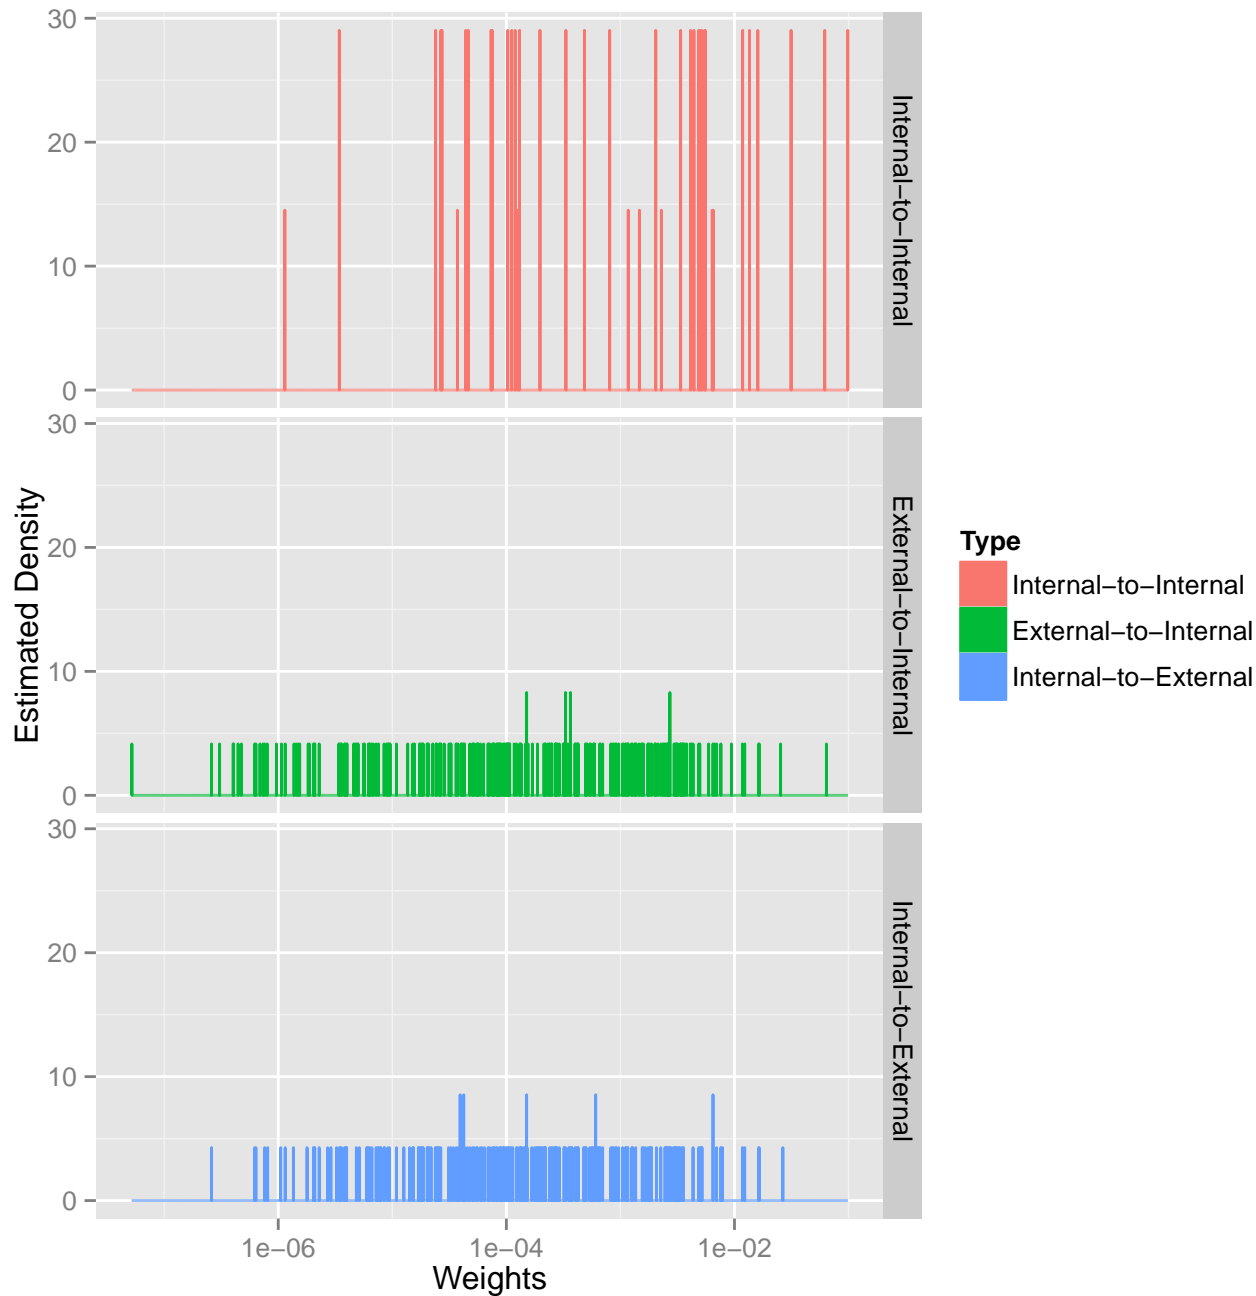 30
20
10
0
Internal−to−Internal
30
20
10
0
External−to−Internal
30
20
10
0
Internal−to−External
1e−06
1e−04
1e−02
Weights
Estimated Density
Type
Internal−to−Internal
External−to−Internal
Internal−to−External